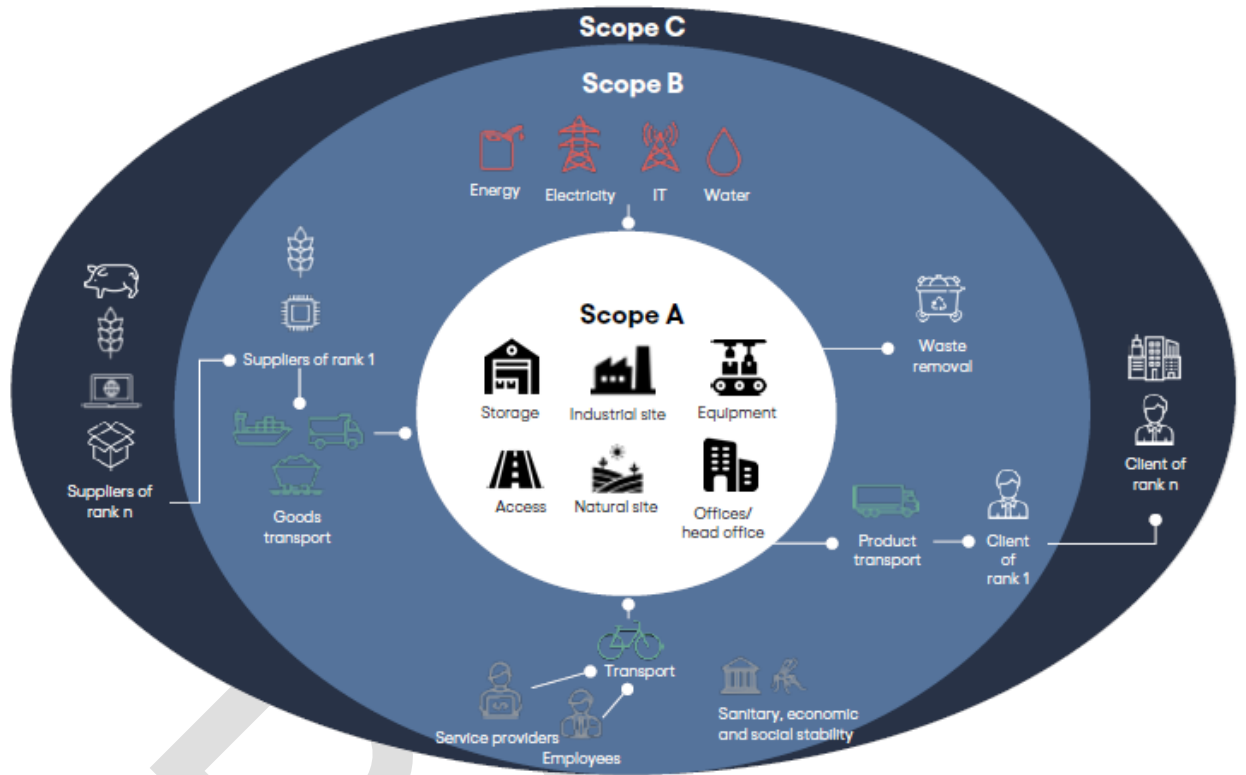 Scope C
Scope B
Energy
Electricity
IT
Water
Scope A
Suppliers of rank 1
Waste
removal
Storage
Industrial site
Equipment
Suppliers of
rank n
Client of
rank n
Access
Natural site
Offices/
head office
Goods
transport
Product
transport
Client
of
rank 1
Transport
Service providers
Employees
Sanitary, economic
and social stability